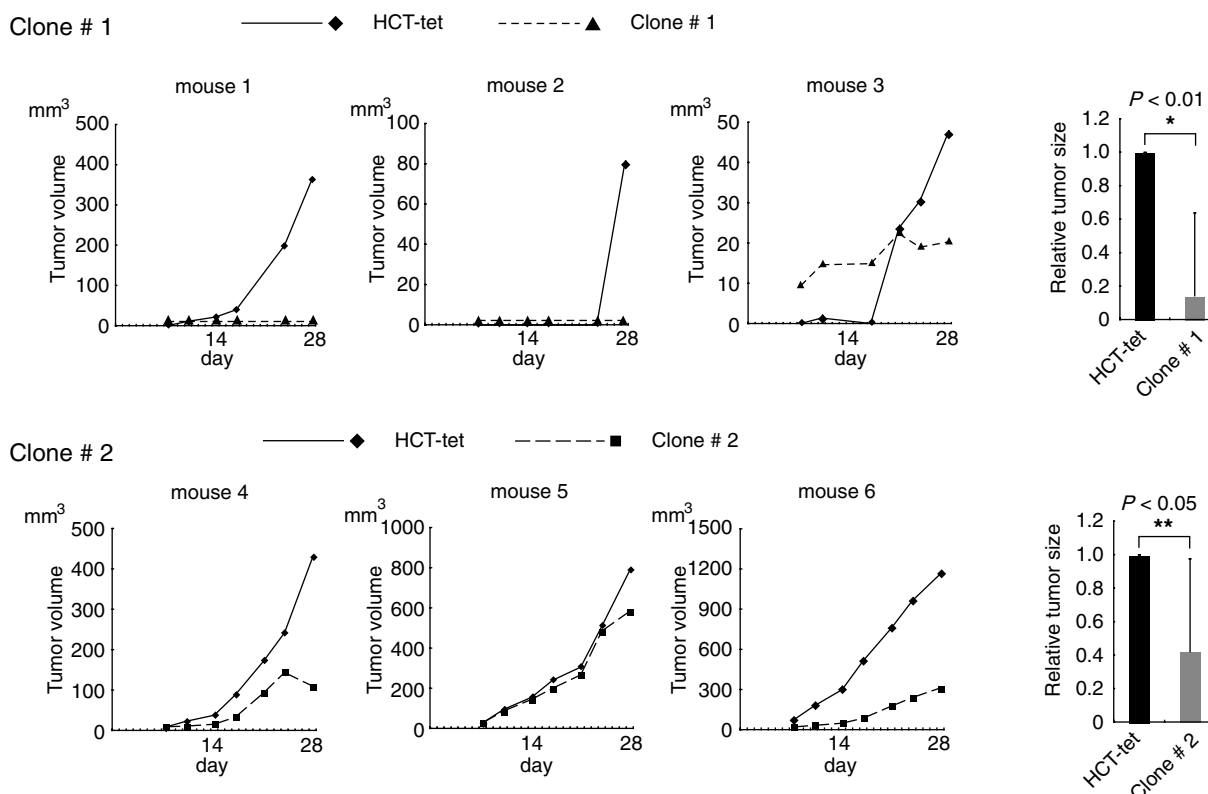 Clone # 1
HCT-tet
Clone # 1
mouse 1
mm3
Tumor volume
500
400
300
200
100
0
14
28
day
mouse 2
mm3
Tumor volume
100
80
60
40
20
0
14
28
day
mouse 3
mm3
Tumor volume
50
40
30
20
10
0
14
28
day
P < 0.01
*
Relative tumor size
1.2
1.0
0.8
0.6
0.4
0.2
0
HCT-tet
Clone # 1
Clone # 2
HCT-tet
Clone # 2
mouse 4
mm3
Tumor volume
500
400
300
200
100
0
14
28
day
mouse 5
mm3
Tumor volume
1000
800
600
400
200
0
14
28
day
mouse 6
mm3
Tumor volume
1500
1200
900
600
300
0
14
28
day
P < 0.05
**
Relative tumor size
1.2
1.0
0.8
0.6
0.4
0.2
0
HCT-tet
Clone # 2